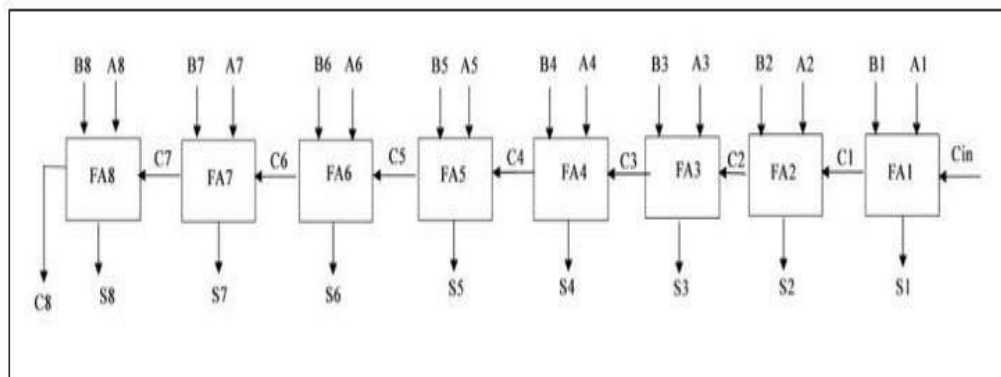 B8 A8 B7 A7 B6 A6 B5 A5 B4 A4 B3 A3 B2 A2 B1 A1
C7 C6 C5 C4 C3 C2 C1 Cin
FA8 FA7 FA6 FA5 FA4 FA3 FA2 FA1
C8 S8 S7 S6 S5 S4 S3 S2 S1